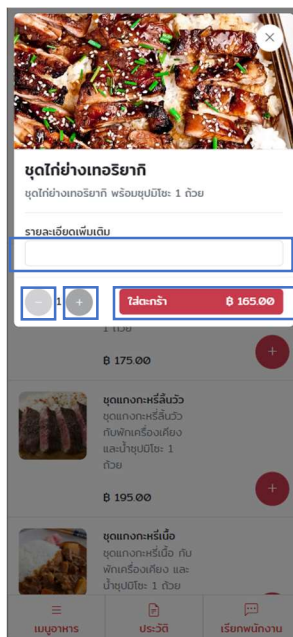 ชุดไก่ย่างเทอริยากิ
ชุดไก่ย่างเทอริยากิ พร้อมซุปมิโซะ 1 ถ้วย
รายละเอียดเพิ่มเติม
- 1 + ใส่ตะกร้า ฿ 165.00
1 ถ้วย
฿ 175.00
+
ชุดแกงกะหรี่ลิ้นวัว
ชุดแกงกะหรี่ลิ้นวัว
กับผักเครื่องเคียง
และน้ำซุปมิโซะ 1
ถ้วย
฿ 195.00
+
ชุดแกงกะหรี่เนื้อ
ชุดแกงกะหรี่เนื้อ กับ
ผักเครื่องเคียง และ
น้ำซุปมิโซะ 1 ถ้วย
เมนูอาหาร ประวัติ เรียกพนักงาน